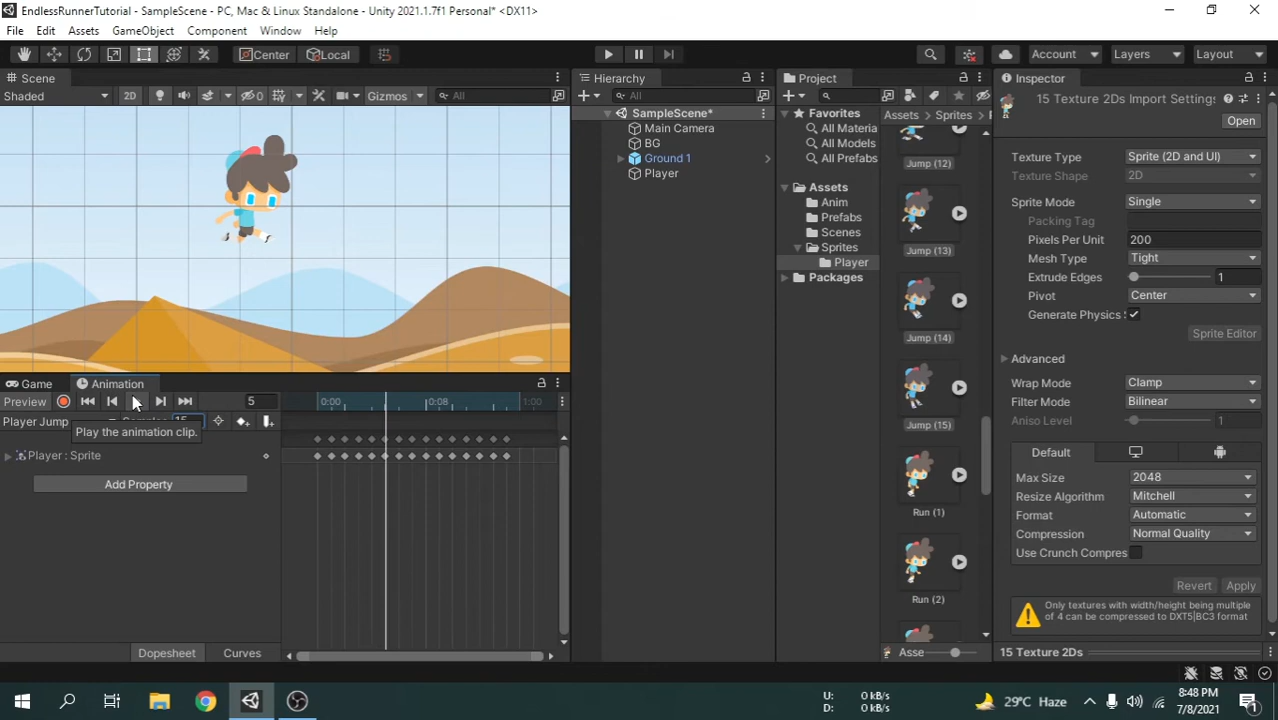 EndlessRunnerTutorial - SampleScene - PC, Mac & Linux Standalone - Unity 2021.1.7f1 Personal* <DX11>
File Edit Assets GameObject Component Window Help
Center Local Account Layers Layout
Scene
Shaded 2D 0 Gizmos All
Game Animation
Preview 5 0:00 0:08 1:00
Player Jump
Play the animation clip.
Player : Sprite
Add Property
Dopesheet Curves
Hierarchy
All
SampleScene*
Main Camera
BG
Ground 1
Player
Project
Favorites
All Materia
All Models
All Prefabs
Assets
Anim
Prefabs
Scenes
Sprites
Player
Packages
Assets Sprites
Jump (12)
Jump (13)
Jump (14)
Jump (15)
Run (1)
Run (2)
Asse
Inspector
15 Texture 2Ds Import Settings
Open
Texture Type Sprite (2D and UI)
Texture Shape 2D
Sprite Mode Single
Packing Tag
Pixels Per Unit 200
Mesh Type Tight
Extrude Edges 1
Pivot Center
Generate Physics
Sprite Editor
Advanced
Wrap Mode Clamp
Filter Mode Bilinear
Aniso Level 1
Default
Max Size 2048
Resize Algorithm Mitchell
Format Automatic
Compression Normal Quality
Use Crunch Compres
Revert Apply
Only textures with width/height being multiple
of 4 can be compressed to DXT5|BC3 format
15 Texture 2Ds
U: 0 kB/s
D: 0 kB/s
29°C Haze
8:48 PM
7/8/2021
1